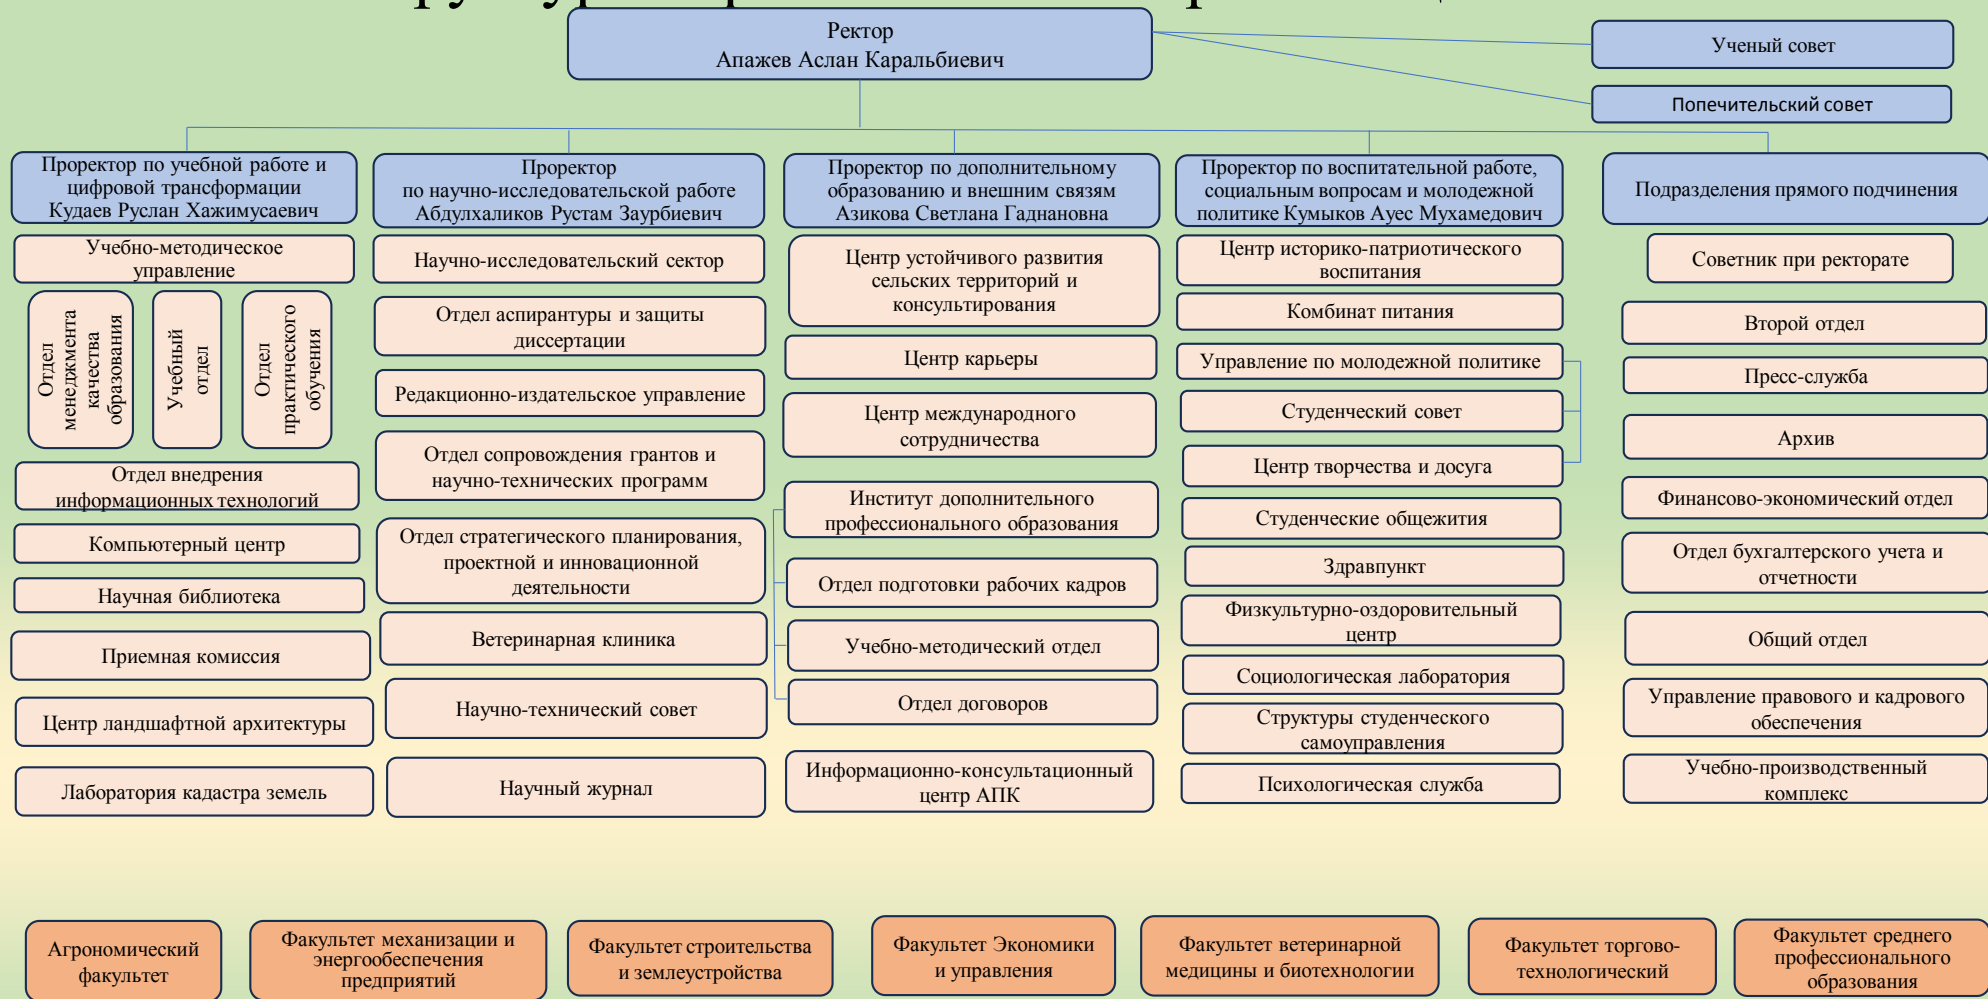 Ректор
Апажев Аслан Каральбиевич
Ученый совет
Попечительский совет
Проректор по учебной работе и
цифровой трансформации
Кудаев Руслан Хажимусаевич
Проректор
по научно-исследовательской работе
Абдулхаликов Рустам Заурбиевич
Проректор по дополнительному
образованию и внешним связям
Азикова Светлана Гаднановна
Проректор по воспитательной работе,
социальным вопросам и молодежной
политике Кумыков Ауес Мухамедович
Подразделения прямого подчинения
Учебно-методическое
управление
Отдел
менеджмента
качества
образования
Учебный
отдел
Отдел
практического
обучения
Отдел внедрения
информационных технологий
Компьютерный центр
Научная библиотека
Приемная комиссия
Центр ландшафтной архитектуры
Лаборатория кадастра земель
Научно-исследовательский сектор
Отдел аспирантуры и защиты
диссертации
Редакционно-издательское управление
Отдел сопровождения грантов и
научно-технических программ
Отдел стратегического планирования,
проектной и инновационной
деятельности
Ветеринарная клиника
Научно-технический совет
Научный журнал
Центр устойчивого развития
сельских территорий и
консультирования
Центр карьеры
Центр международного
сотрудничества
Институт дополнительного
профессионального образования
Отдел подготовки рабочих кадров
Учебно-методический отдел
Отдел договоров
Информационно-консультационный
центр АПК
Центр историко-патриотического
воспитания
Комбинат питания
Управление по молодежной политике
Студенческий совет
Центр творчества и досуга
Студенческие общежития
Здравпункт
Физкультурно-оздоровительный
центр
Социологическая лаборатория
Структуры студенческого
самоуправления
Психологическая служба
Советник при ректорате
Второй отдел
Пресс-служба
Архив
Финансово-экономический отдел
Отдел бухгалтерского учета и
отчетности
Общий отдел
Управление правового и кадрового
обеспечения
Учебно-производственный
комплекс
Агрономический
факультет
Факультет механизации и
энергообеспечения
предприятий
Факультет строительства
и землеустройства
Факультет Экономики
и управления
Факультет ветеринарной
медицины и биотехнологии
Факультет торгово-
технологический
Факультет среднего
профессионального
образования